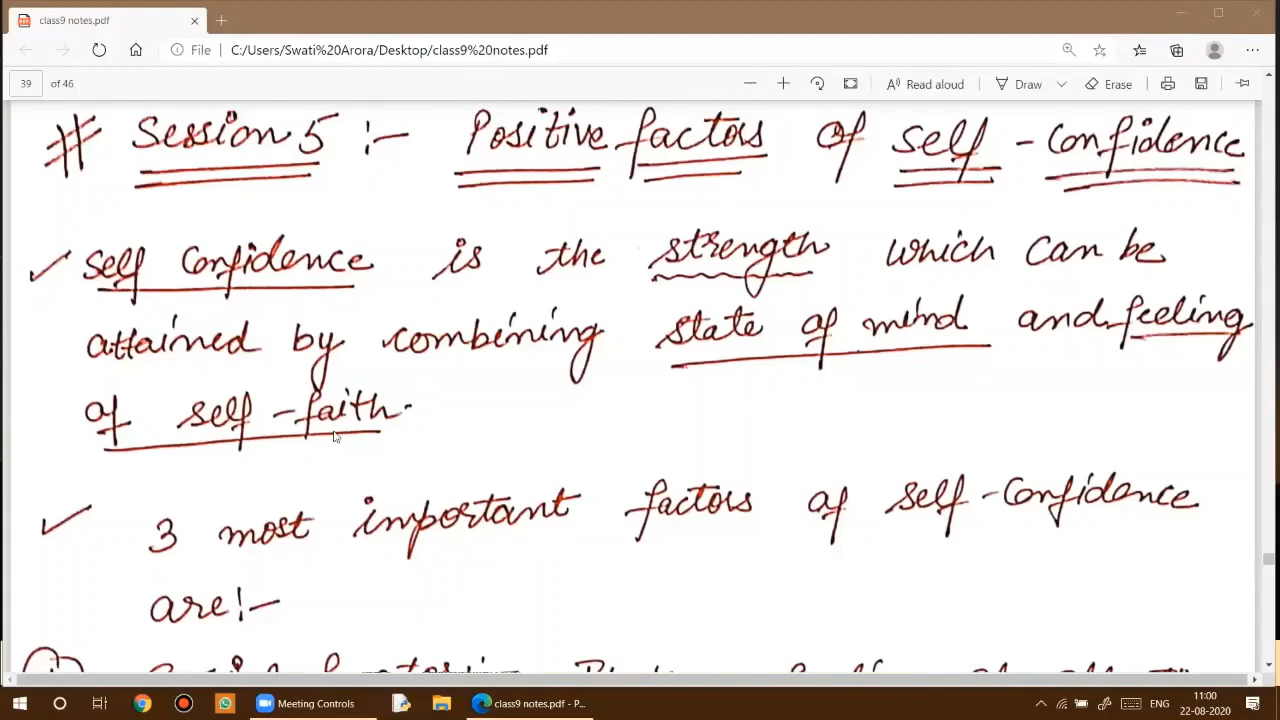 class9 notes.pdf
File
C:/Users/Swati%20Arora/Desktop/class9%20notes.pdf
39 of 46
Read aloud
Draw
Erase
# Session 5 :- Positive factors of self-confidence
✓ self confidence is the strength which can be
attained by combining state of mind and feeling
of self-faith.
✓ 3 most important factors of self-confidence
are:-
Meeting Controls
class9 notes.pdf - P...
ENG
11:00
22-08-2020